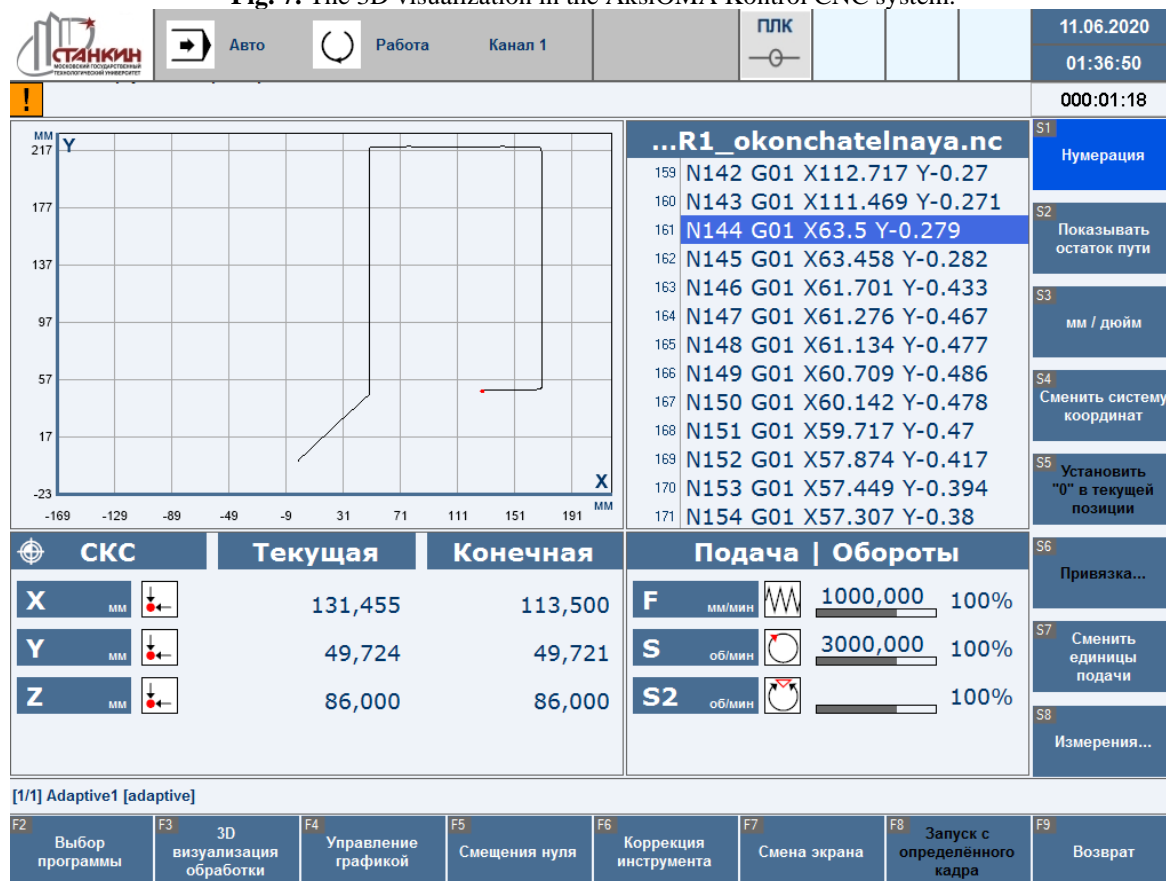 Fig. 7. The 3D visualization in the AksiOMA Kontrol CNC system.
СТАНКИН
МОСКОВСКИЙ ГОСУДАРСТВЕННЫЙ
ТЕХНОЛОГИЧЕСКИЙ УНИВЕРСИТЕТ
Авто
Работа
Канал 1
ПЛК
11.06.2020
01:36:50
!
000:01:18
мм
Y
217
177
137
97
57
17
-23
X
мм
-169 -129 -89 -49 -9 31 71 111 151 191
...R1_okonchatelnaya.nc
159 N142 G01 X112.717 Y-0.27
160 N143 G01 X111.469 Y-0.271
161 N144 G01 X63.5 Y-0.279
162 N145 G01 X63.458 Y-0.282
163 N146 G01 X61.701 Y-0.433
164 N147 G01 X61.276 Y-0.467
165 N148 G01 X61.134 Y-0.477
166 N149 G01 X60.709 Y-0.486
167 N150 G01 X60.142 Y-0.478
168 N151 G01 X59.717 Y-0.47
169 N152 G01 X57.874 Y-0.417
170 N153 G01 X57.449 Y-0.394
171 N154 G01 X57.307 Y-0.38
S1
Нумерация
S2
Показывать
остаток пути
S3
мм / дюйм
S4
Сменить систему
координат
S5
Установить
"0" в текущей
позиции
S6
Привязка...
S7
Сменить
единицы
подачи
S8
Измерения...
СКС Текущая Конечная
X мм 131,455 113,500
Y мм 49,724 49,721
Z мм 86,000 86,000
Подача | Обороты
F мм/мин 1000,000 100%
S об/мин 3000,000 100%
S2 об/мин 100%
[1/1] Adaptive1 [adaptive]
F2
Выбор
программы
F3
3D
визуализация
обработки
F4
Управление
графикой
F5
Смещения нуля
F6
Коррекция
инструмента
F7
Смена экрана
F8
Запуск с
определённого
кадра
F9
Возврат